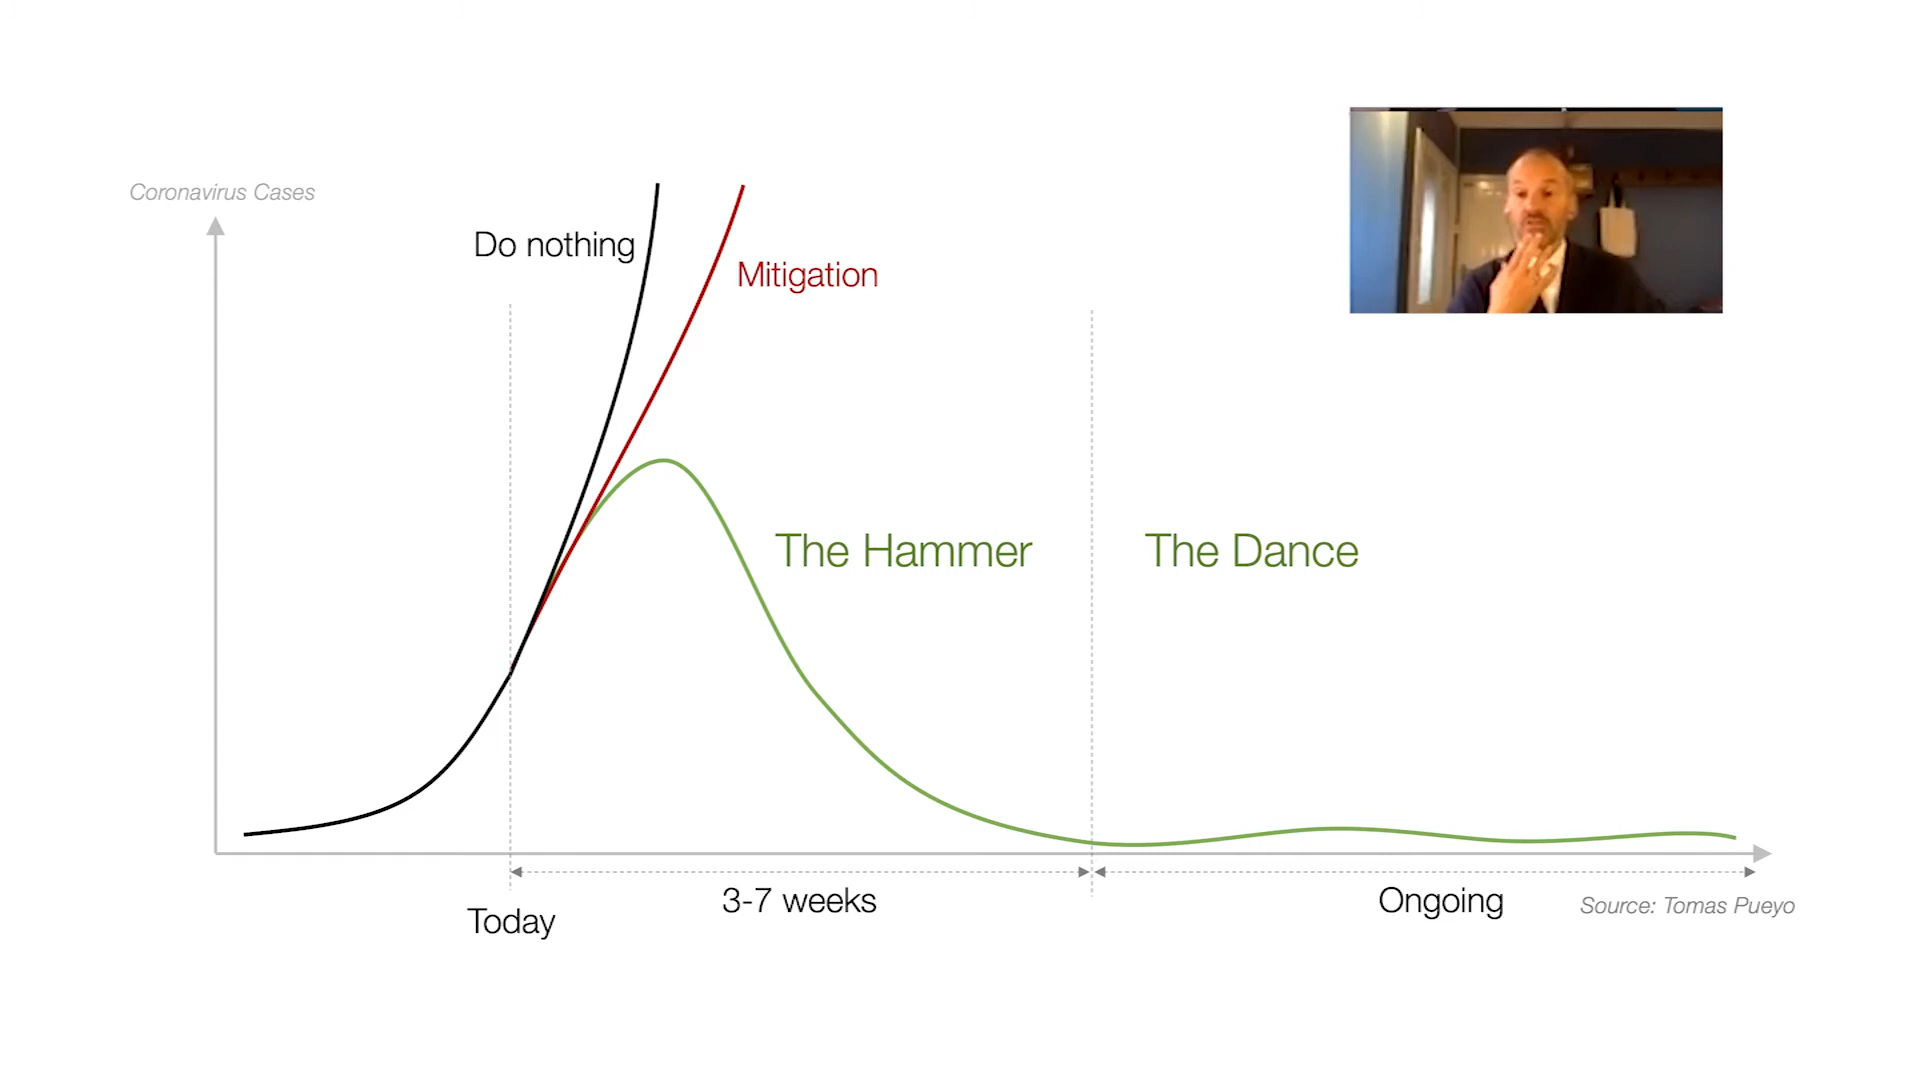 Coronavirus Cases
Do nothing
Mitigation
The Hammer
The Dance
3-7 weeks
Ongoing
Source: Tomas Pueyo
Today